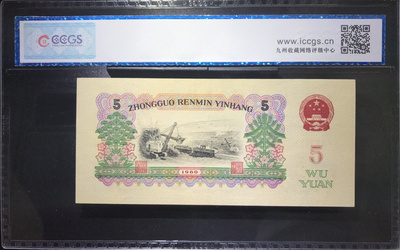 CCGS
www.iccgs.cn
九州收藏网络评级中心
5 ZHONGGUO RENMIN YINHANG 5
5
WU
YUAN
1960